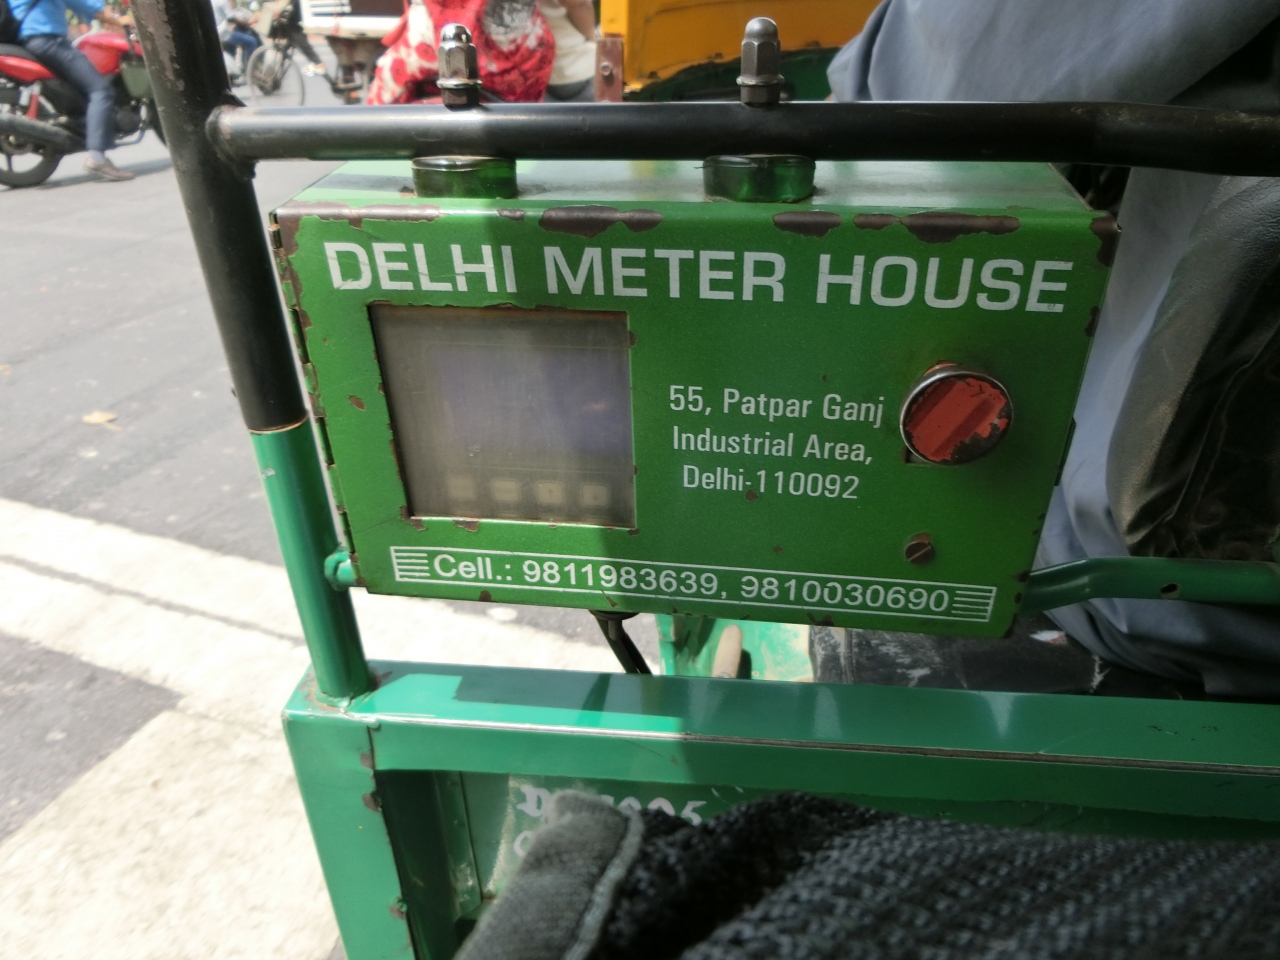 DELHI METER HOUSE
55, Patpar Ganj
Industrial Area,
Delhi-110092
Cell.: 9811983639, 9810030690